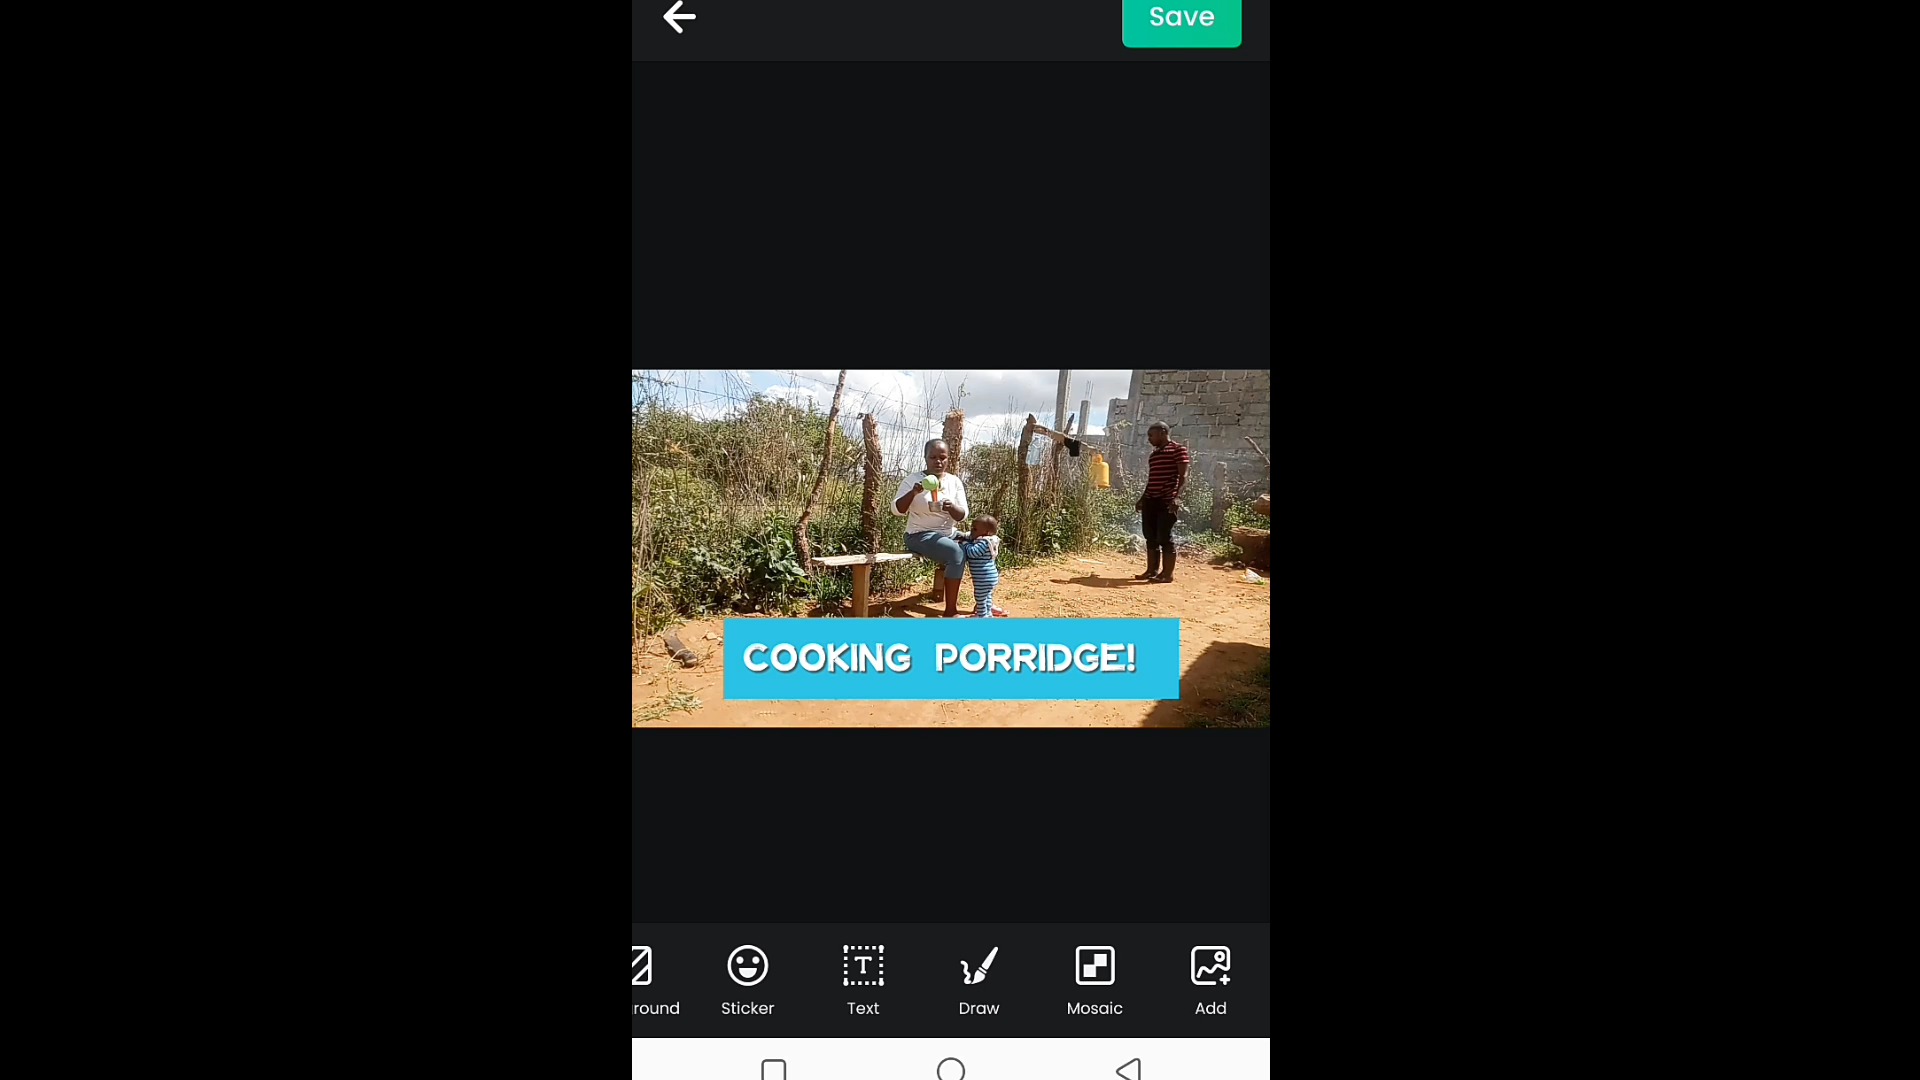 Save
COOKING PORRIDGE!
round
Sticker
Text
Draw
Mosaic
Add